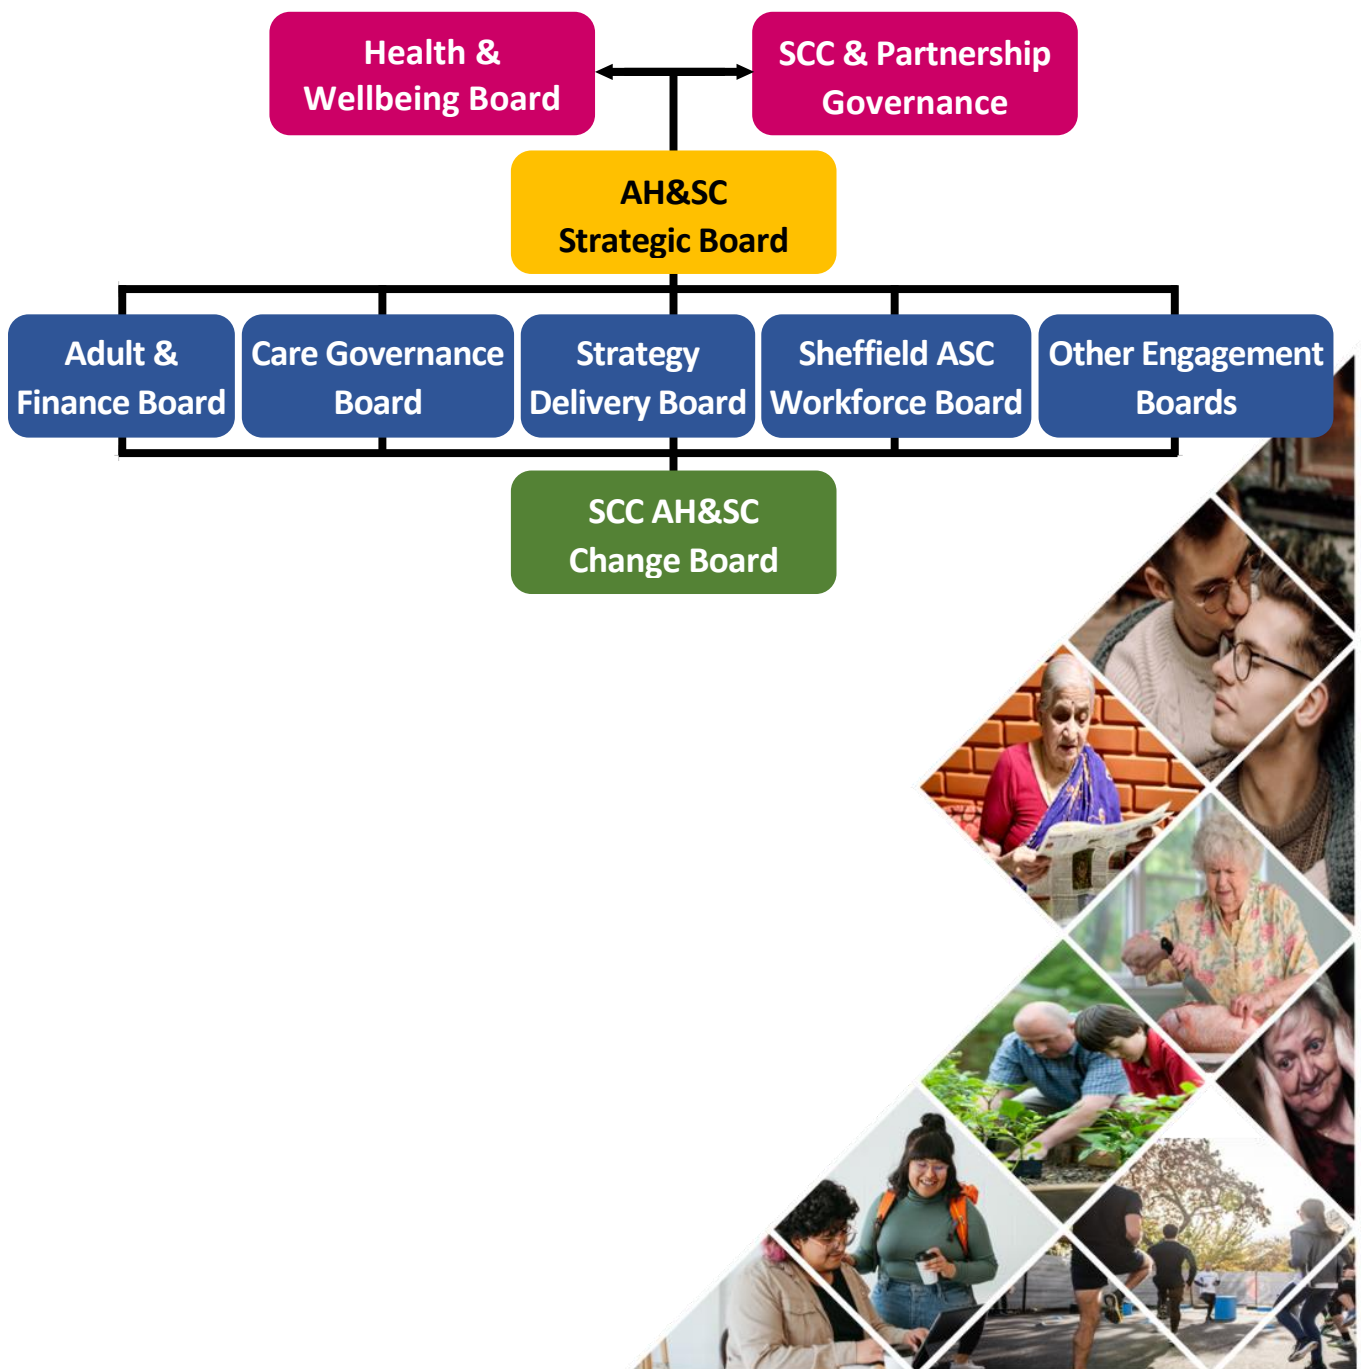 Health &
Wellbeing Board
SCC & Partnership
Governance
AH&SC
Strategic Board
Adult &
Finance Board
Care Governance
Board
Strategy
Delivery Board
Sheffield ASC
Workforce Board
Other Engagement
Boards
SCC AH&SC
Change Board